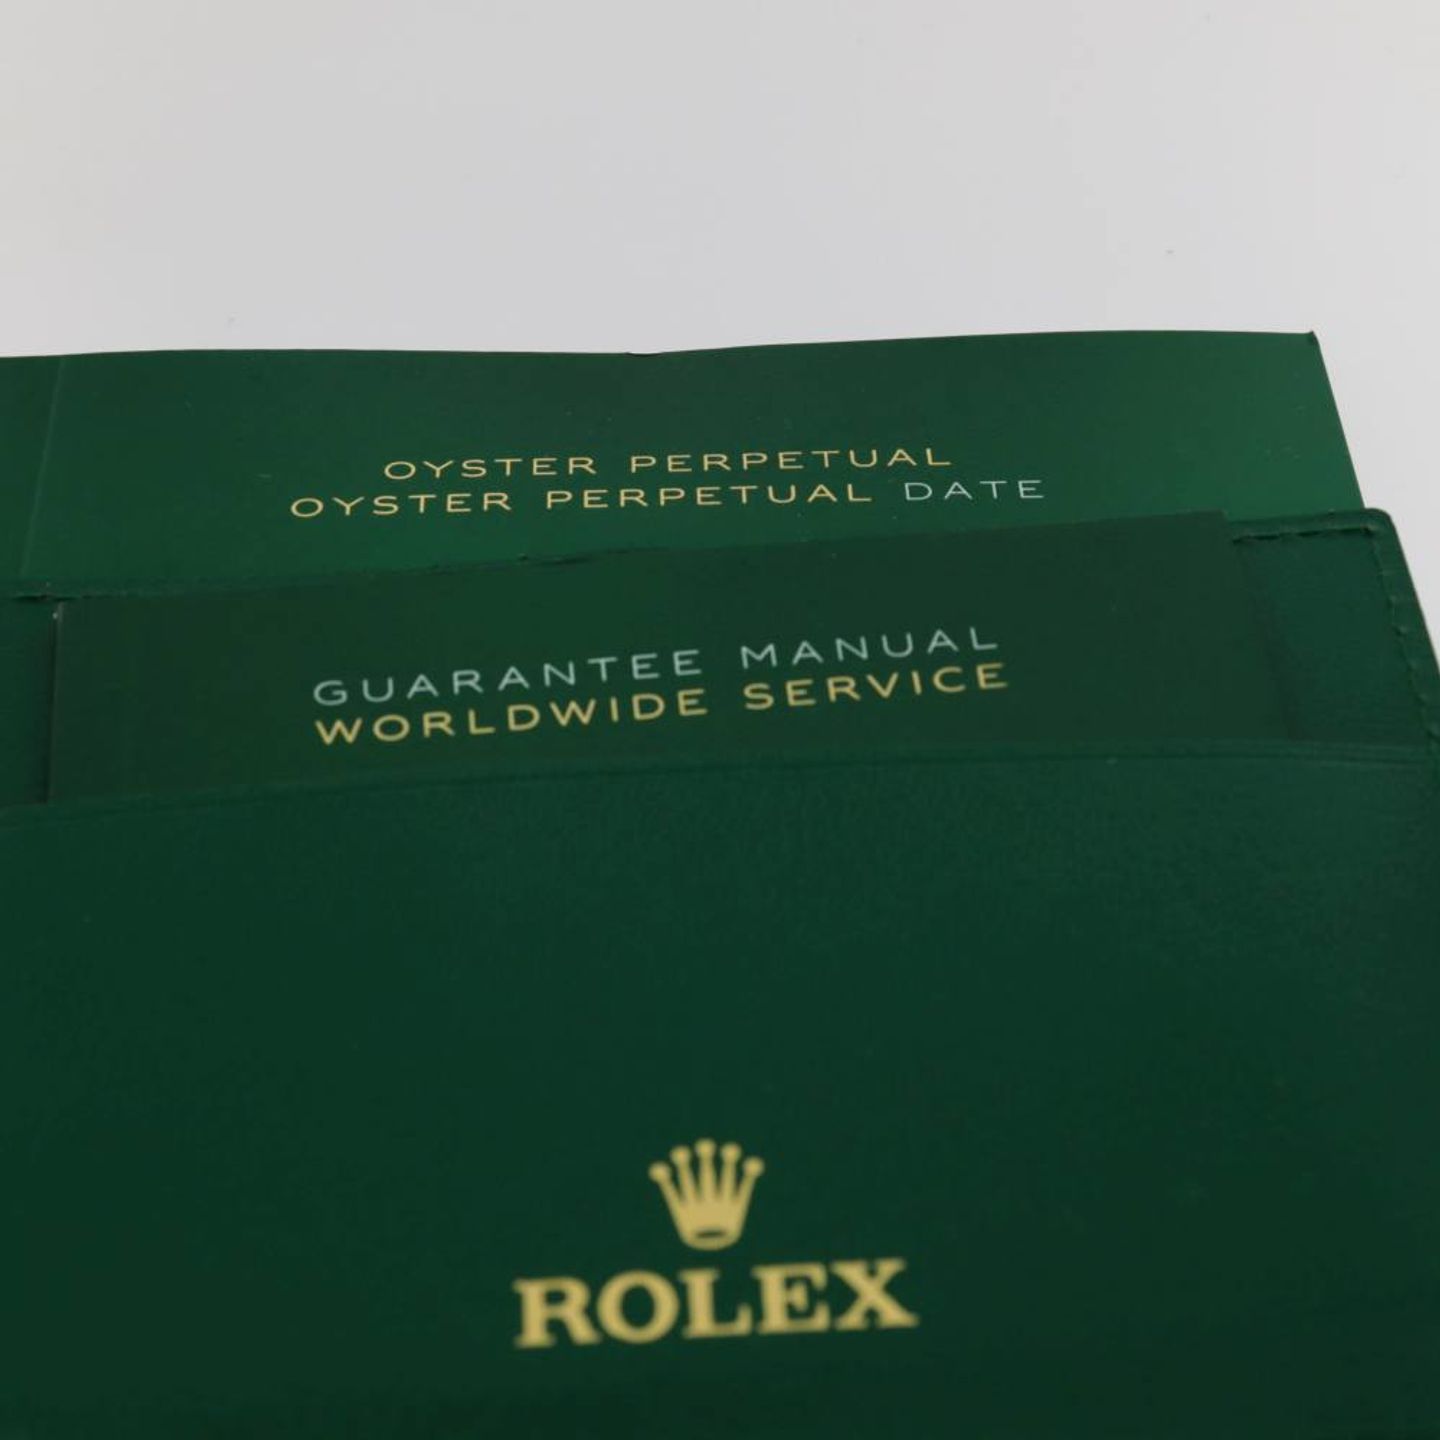 OYSTER PERPETUAL
OYSTER PERPETUAL DATE
GUARANTEE MANUAL
WORLDWIDE SERVICE
ROLEX